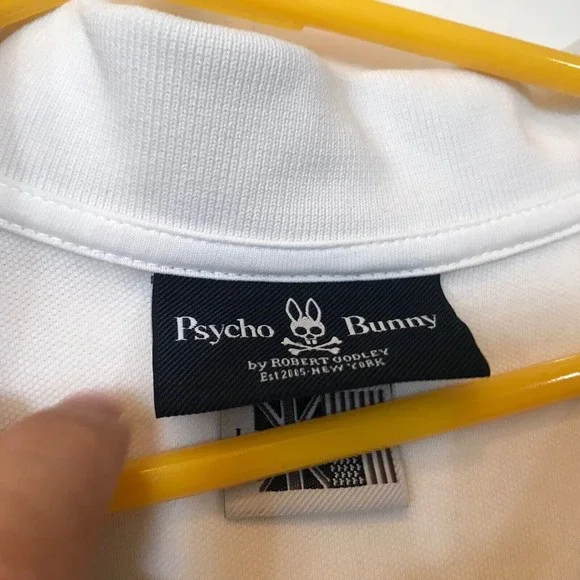 Psycho Bunny
by ROBERT GODLEY
Est 2005·NEW YORK